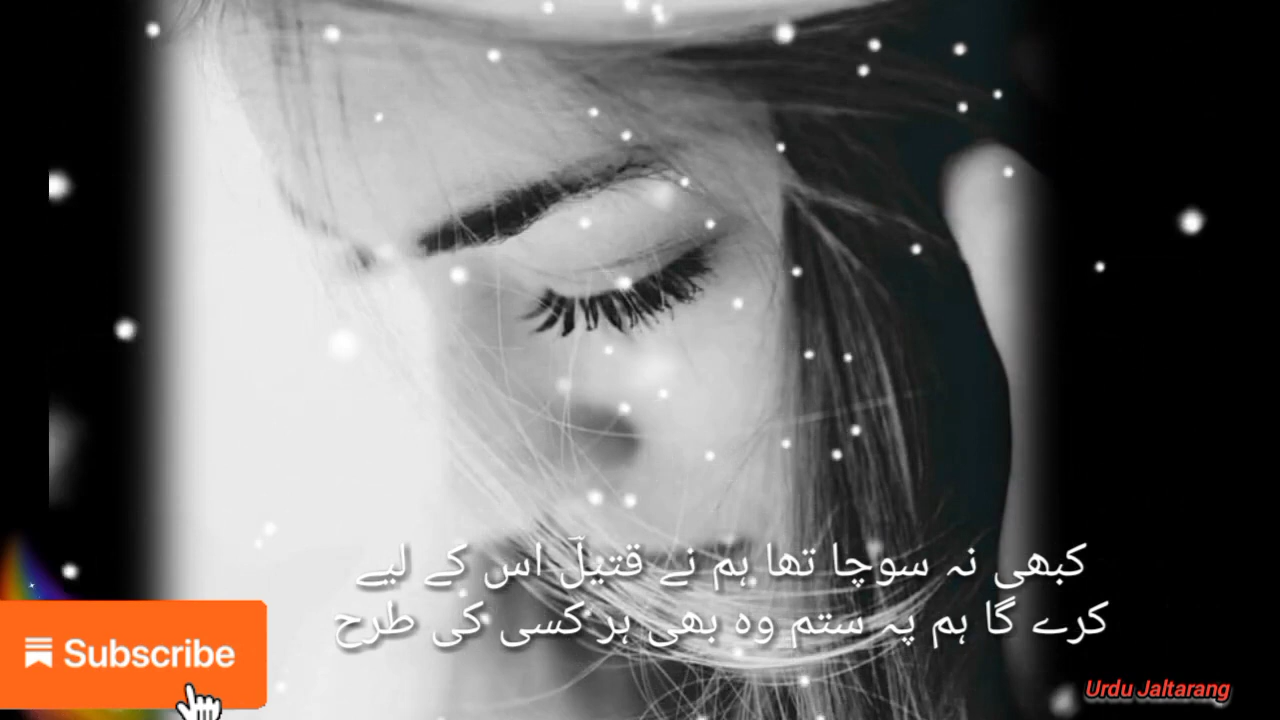 کبھی نہ سوچا تھا ہم نے قتیلؔ اس کے لیے
کرے گا ہم پہ ستم وہ بھی ہر کسی کی طرح
Subscribe
Urdu Jaltarang